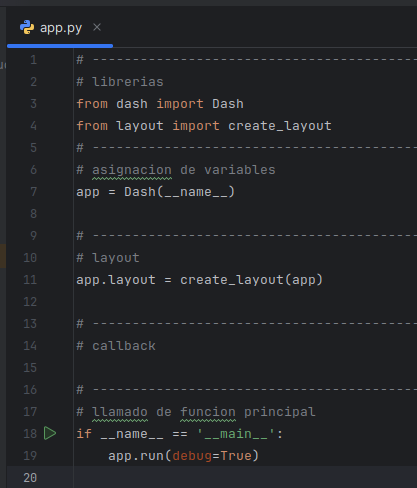 app.py
1 # ----------------------------------------
2 # librerias
3 from dash import Dash
4 from layout import create_layout
5 # ----------------------------------------
6 # asignacion de variables
7 app = Dash(__name__)
8
9 # ----------------------------------------
10 # layout
11 app.layout = create_layout(app)
12
13 # ----------------------------------------
14 # callback
15
16 # ----------------------------------------
17 # llamado de funcion principal
18 if __name__ == '__main__':
19 app.run(debug=True)
20